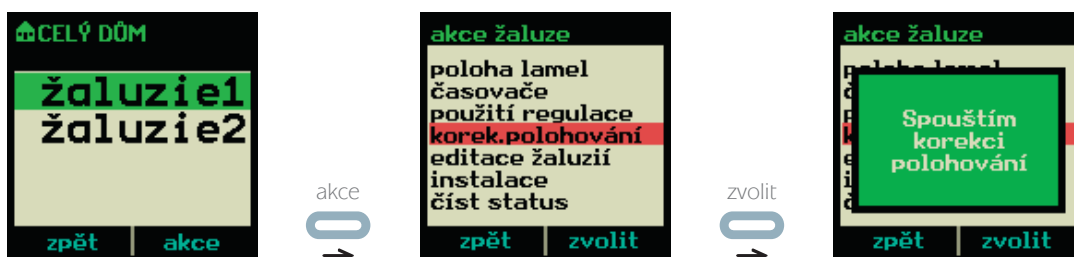 CELÝ DŮM
žaluzie1
žaluzie2
zpět akce
akce
akce žaluze
poloha lamel
časovače
použití regulace
korek.polohování
editace žaluzií
instalace
číst status
zpět zvolit
zvolit
akce žaluze
Spouštím
korekci
polohování
zpět zvolit